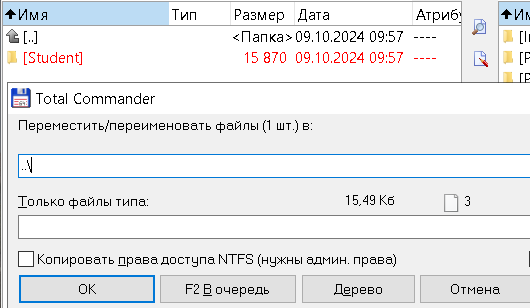 Имя Тип Размер Дата Атрибу Имя
[..] <Папка> 09.10.2024 09:57 ----
[Student] 15 870 09.10.2024 09:57 ----
Total Commander
Переместить/переименовать файлы (1 шт.) в:
..\
Только файлы типа: 15,49 Кб 3
Копировать права доступа NTFS (нужны админ. права)
OK F2 В очередь Дерево Отмена